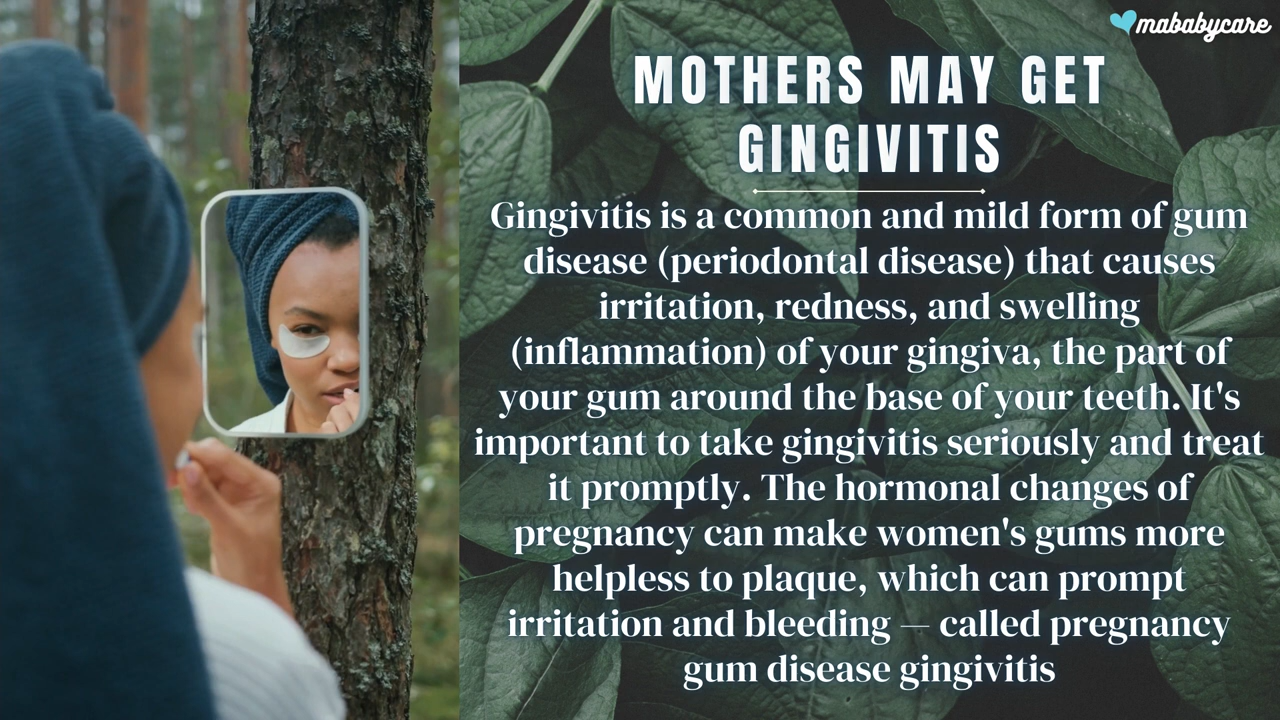 mababycare
MOTHERS MAY GET
GINGIVITIS
Gingivitis is a common and mild form of gum
disease (periodontal disease) that causes
irritation, redness, and swelling
(inflammation) of your gingiva, the part of
your gum around the base of your teeth. It's
important to take gingivitis seriously and treat
it promptly. The hormonal changes of
pregnancy can make women's gums more
helpless to plaque, which can prompt
irritation and bleeding — called pregnancy
gum disease gingivitis